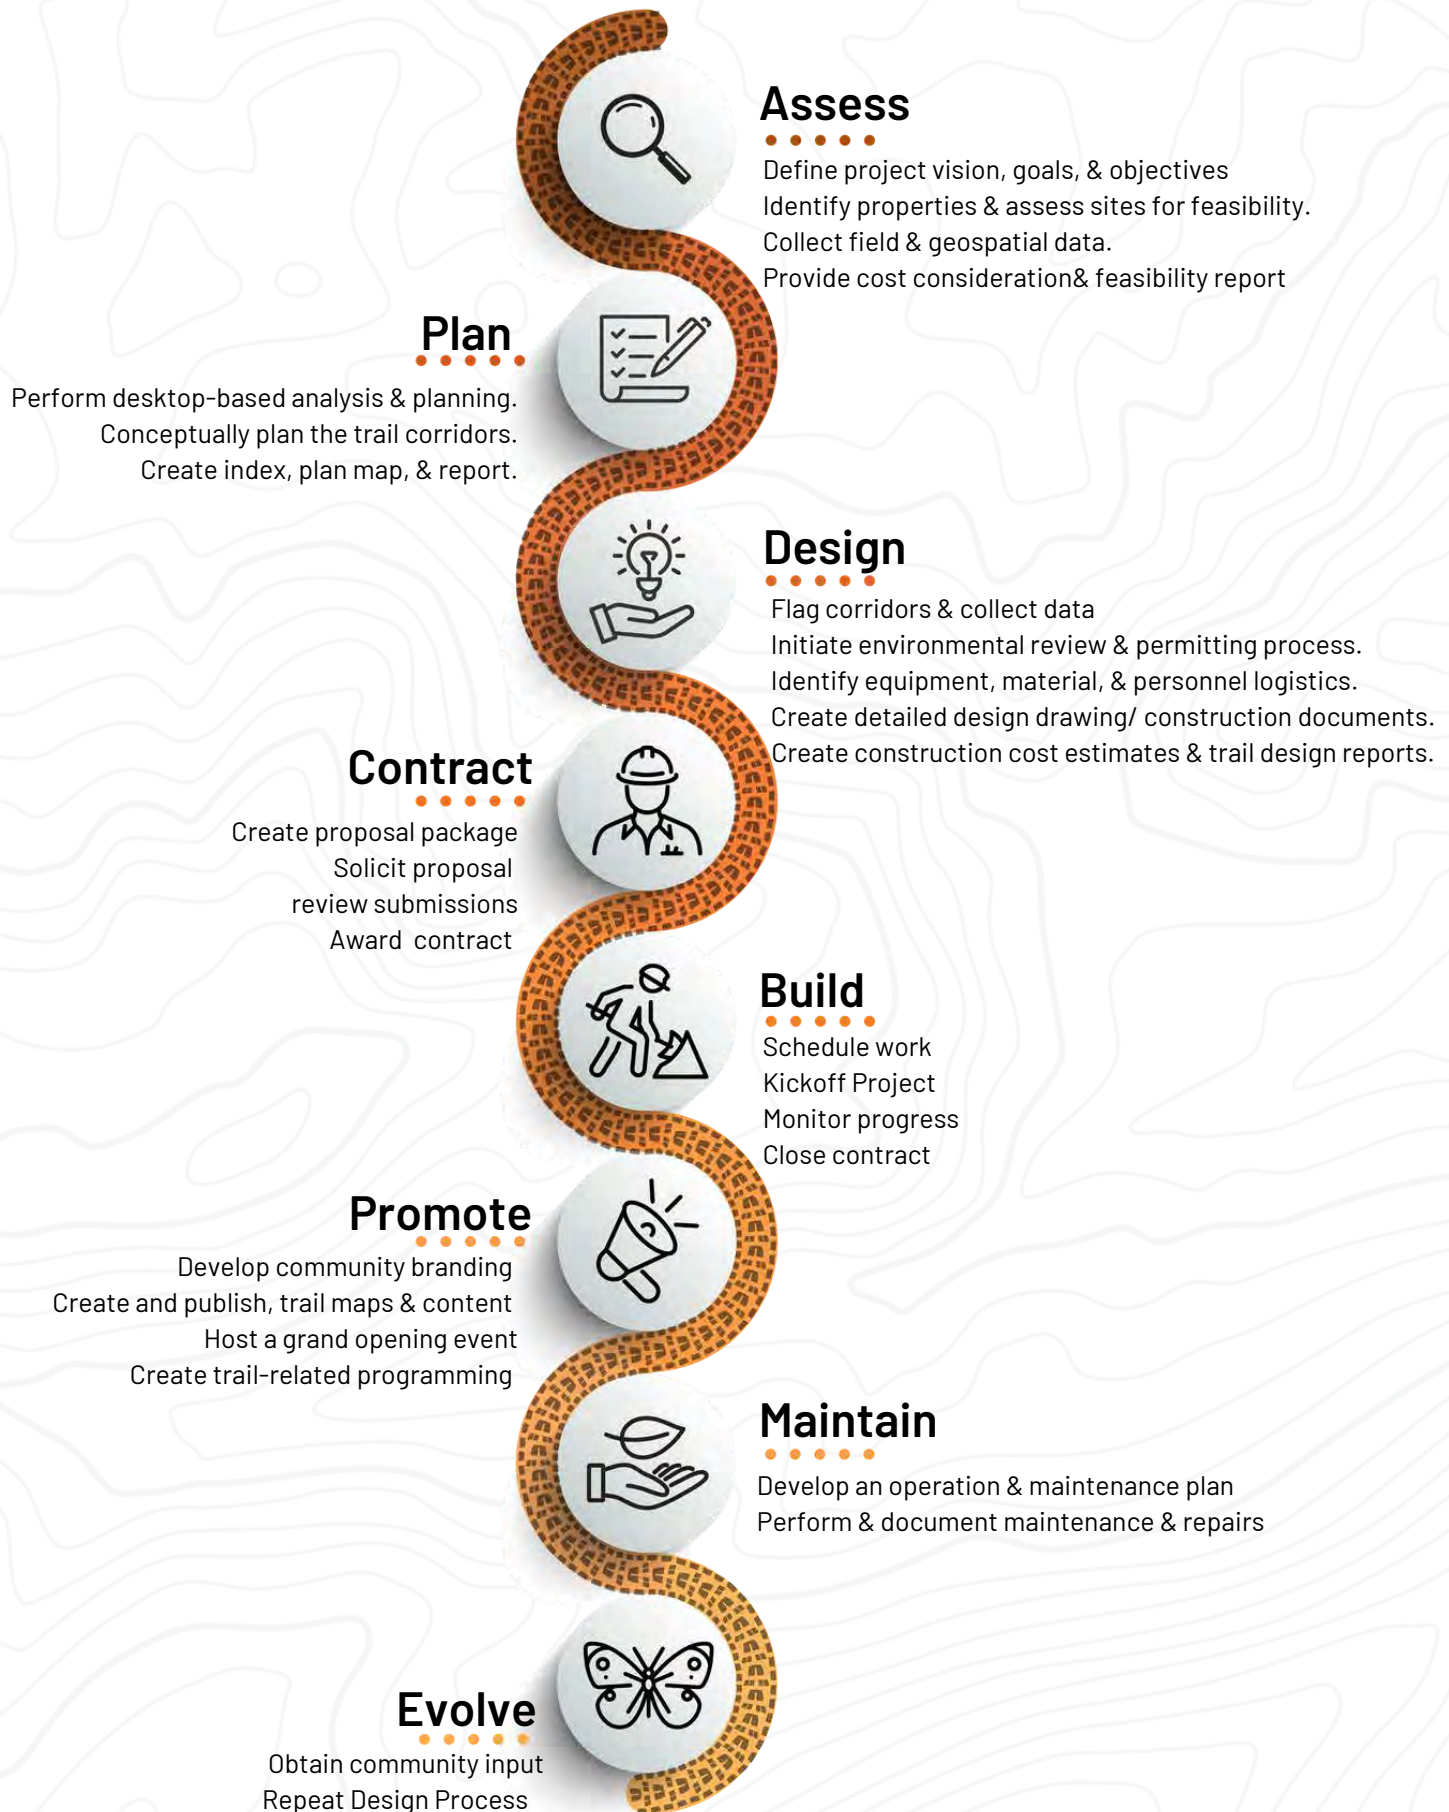 Assess
Define project vision, goals, & objectives
Identify properties & assess sites for feasibility.
Collect field & geospatial data.
Provide cost consideration& feasibility report
Plan
Perform desktop-based analysis & planning.
Conceptually plan the trail corridors.
Create index, plan map, & report.
Design
Flag corridors & collect data
Initiate environmental review & permitting process.
Identify equipment, material, & personnel logistics.
Create detailed design drawing/ construction documents.
Create construction cost estimates & trail design reports.
Contract
Create proposal package
Solicit proposal
review submissions
Award  contract
Build
Schedule work
Kickoff Project
Monitor progress
Close contract
Promote
Develop community branding
Create and publish, trail maps & content
Host a grand opening event
Create trail-related programming
Maintain
Develop an operation & maintenance plan
Perform & document maintenance & repairs
Evolve
Obtain community input
Repeat Design Process